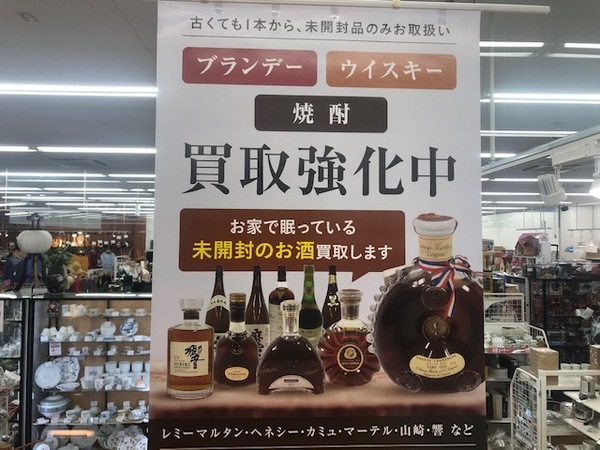 古くても1本から、未開封品のみお取扱い
ブランデー
ウイスキー
焼酎
買取強化中
お家で眠っている
未開封のお酒買取します
響
HIBIKI
レミーマルタン・ヘネシー・カミュ・マーテル・山崎・響 など